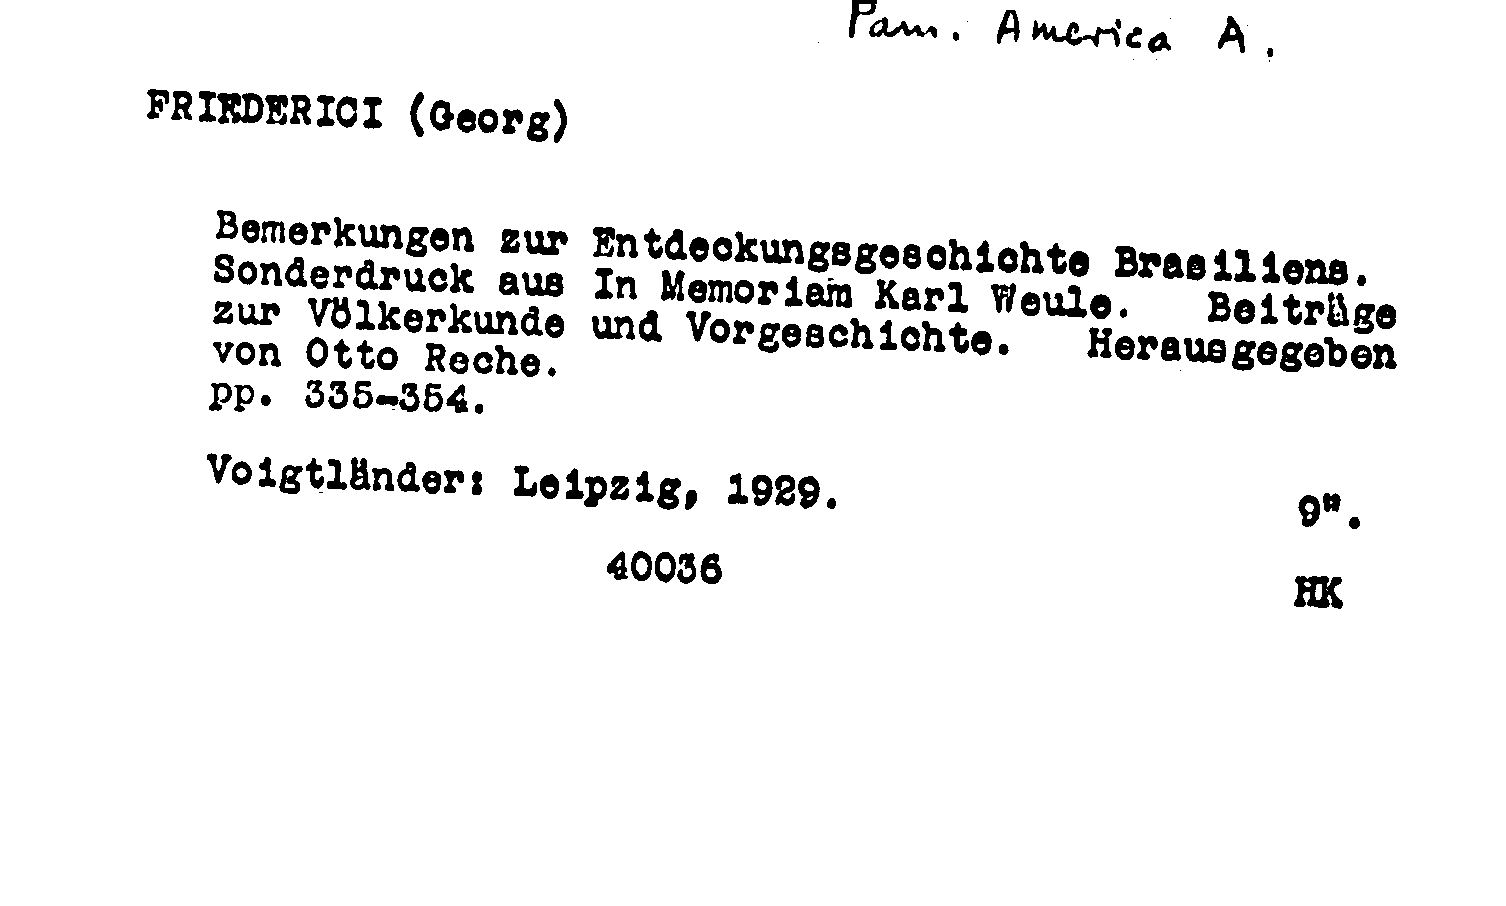 Pam. America A.
FRIEDERICI (Georg)
Bemerkungen zur Entdeckungsgeschichte Brasiliens.
Sonderdruck aus In Memoriam Karl Weule. Beiträge
zur Völkerkunde und Vorgeschichte. Herausgegeben
von Otto Reche.
pp. 335-354.
Voigtländer: Leipzig, 1929.
9".
40036
HK